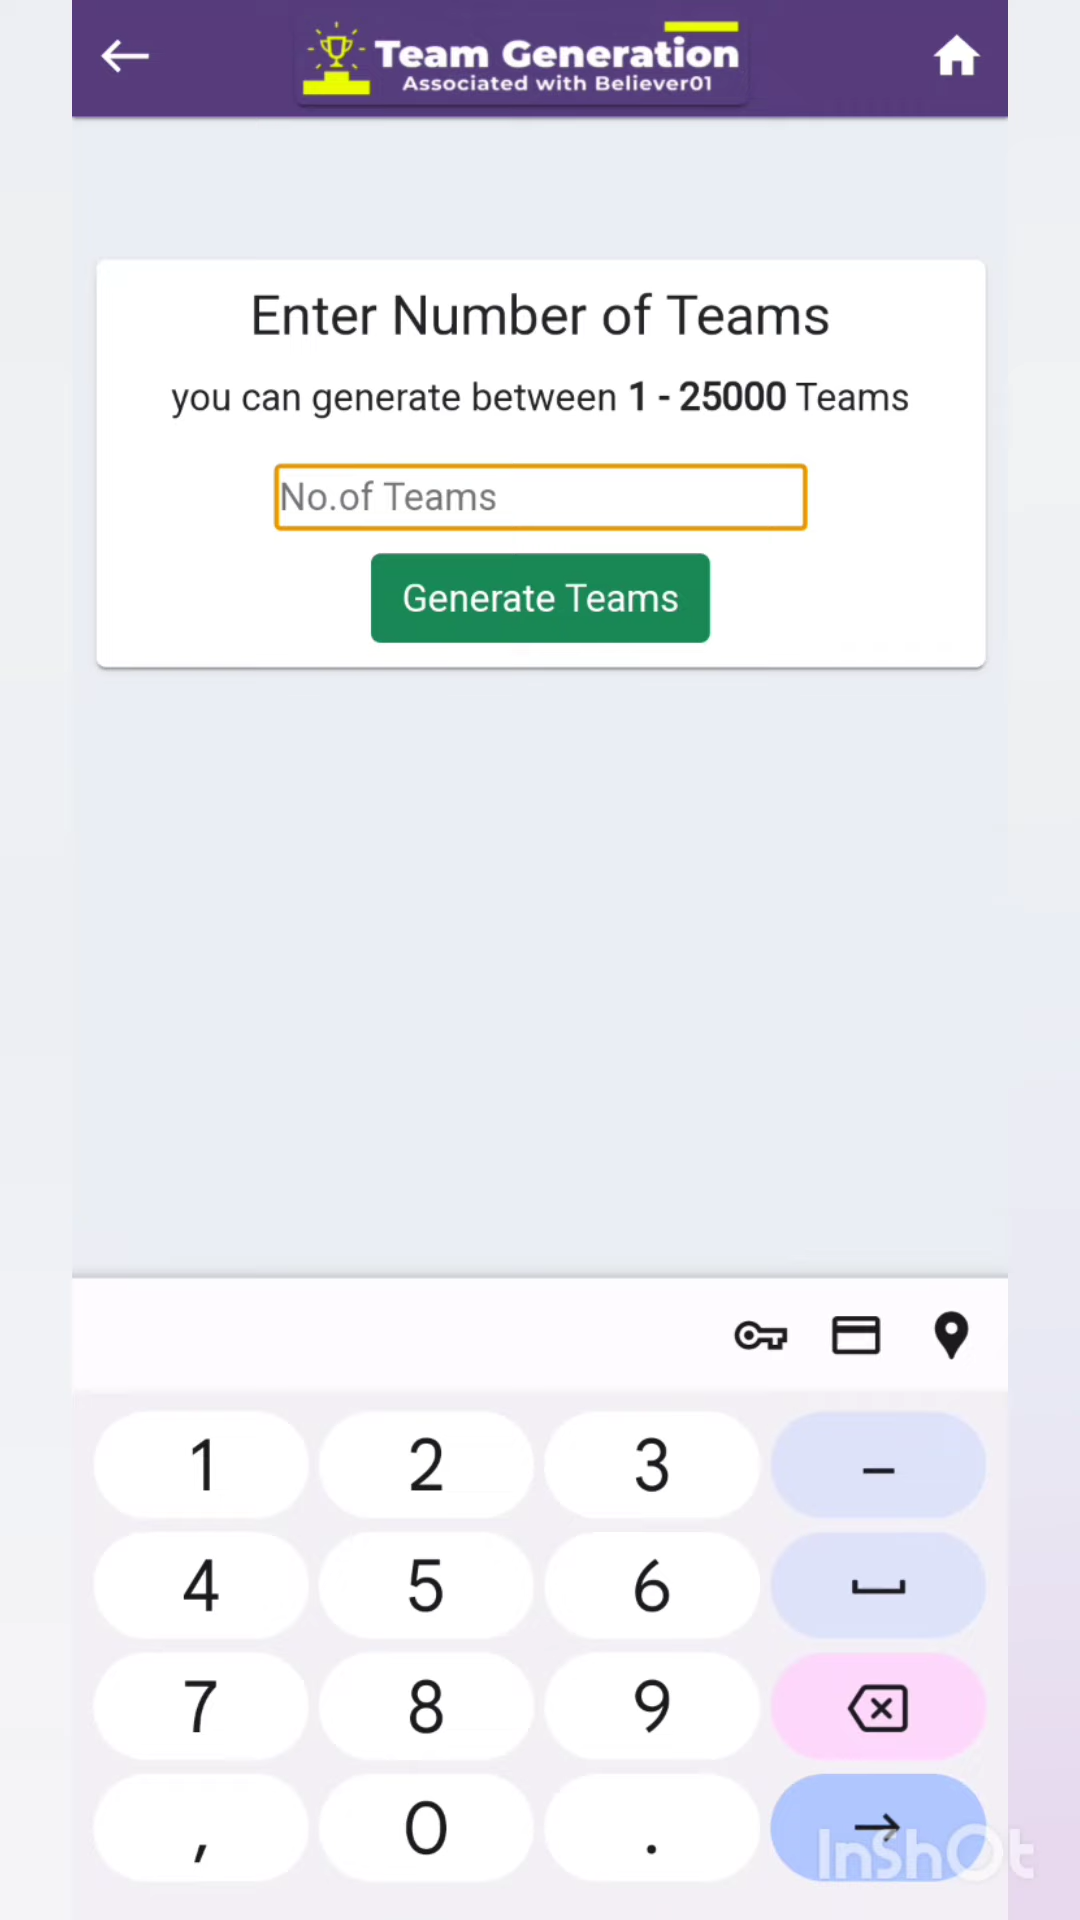 Team Generation
Associated with Believer01
Enter Number of Teams
you can generate between 1 - 25000 Teams
No.of Teams
Generate Teams
1 2 3 –
4 5 6
7 8 9
, 0 .
InShOt